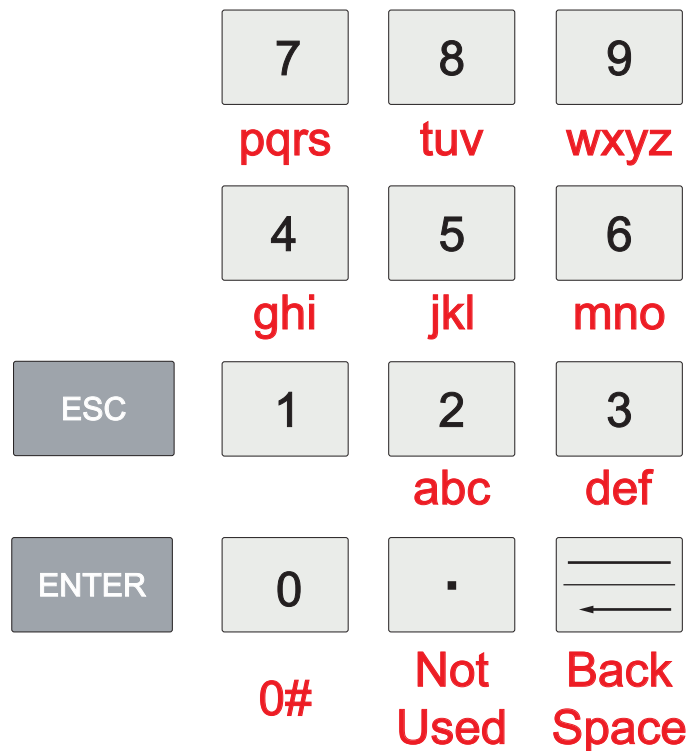 7 8 9
pqrs tuv wxyz
4 5 6
ghi jkl mno
ESC 1 2 3
abc def
ENTER 0 .
0# Not Back
Used Space